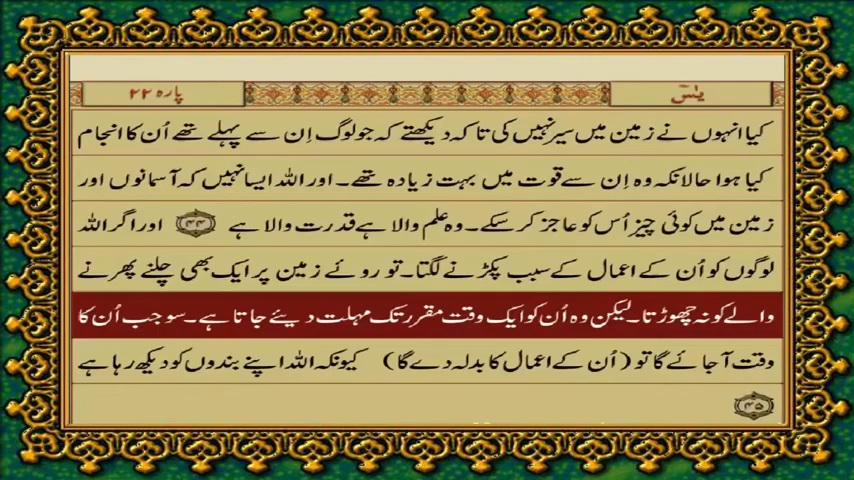 یٰسٓ پارہ ۲۲
کیا انہوں نے زمین میں سیر نہیں کی تاکہ دیکھتے کہ جو لوگ اِن سے پہلے تھے اُن کا انجام
کیا ہوا حالانکہ وہ اِن سے قوت میں بہت زیادہ تھے۔ اور اللہ ایسا نہیں کہ آسمانوں اور
زمین میں کوئی چیز اُس کو عاجز کر سکے۔ وہ علم والا ہے قدرت والا ہے ۴۴ اور اگر اللہ
لوگوں کو اُن کے اعمال کے سبب پکڑنے لگتا۔ تو روئے زمین پر ایک بھی چلنے پھرنے
والے کو نہ چھوڑتا۔ لیکن وہ اُن کو ایک وقت مقرر تک مہلت دیئے جاتا ہے۔ سو جب اُن کا
وقت آ جائے گا تو (اُن کے اعمال کا بدلہ دے گا) کیونکہ اللہ اپنے بندوں کو دیکھ رہا ہے
۴۵